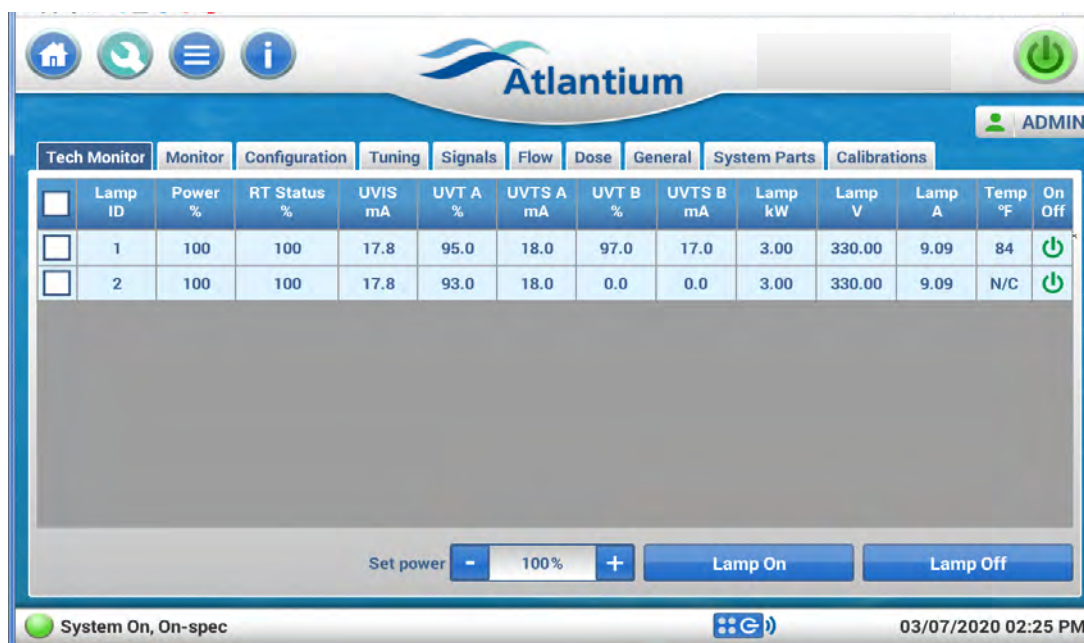 Atlantium
ADMIN
Tech Monitor Monitor Configuration Tuning Signals Flow Dose General System Parts Calibrations
Lamp ID Power % RT Status % UVIS mA UVT A % UVTS A mA UVT B % UVTS B mA Lamp kW Lamp V Lamp A Temp °F On Off
1 100 100 17.8 95.0 18.0 97.0 17.0 3.00 330.00 9.09 84
2 100 100 17.8 93.0 18.0 0.0 0.0 3.00 330.00 9.09 N/C
Set power - 100% + Lamp On Lamp Off
System On, On-spec 03/07/2020 02:25 PM